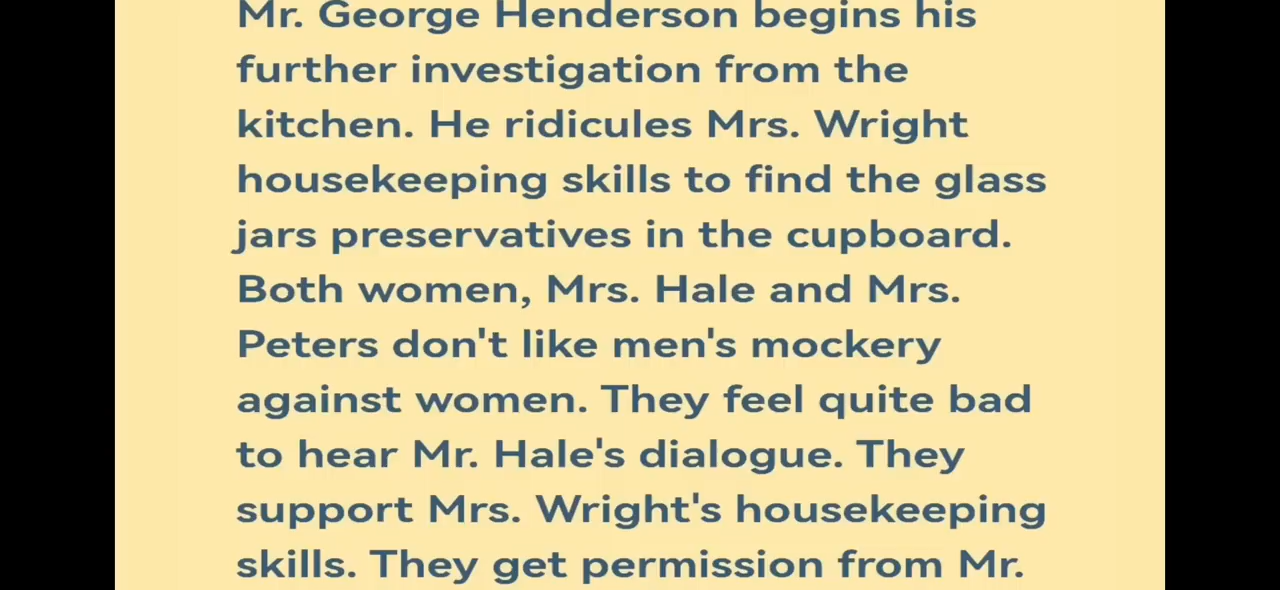 Mr. George Henderson begins his
further investigation from the
kitchen. He ridicules Mrs. Wright
housekeeping skills to find the glass
jars preservatives in the cupboard.
Both women, Mrs. Hale and Mrs.
Peters don't like men's mockery
against women. They feel quite bad
to hear Mr. Hale's dialogue. They
support Mrs. Wright's housekeeping
skills. They get permission from Mr.